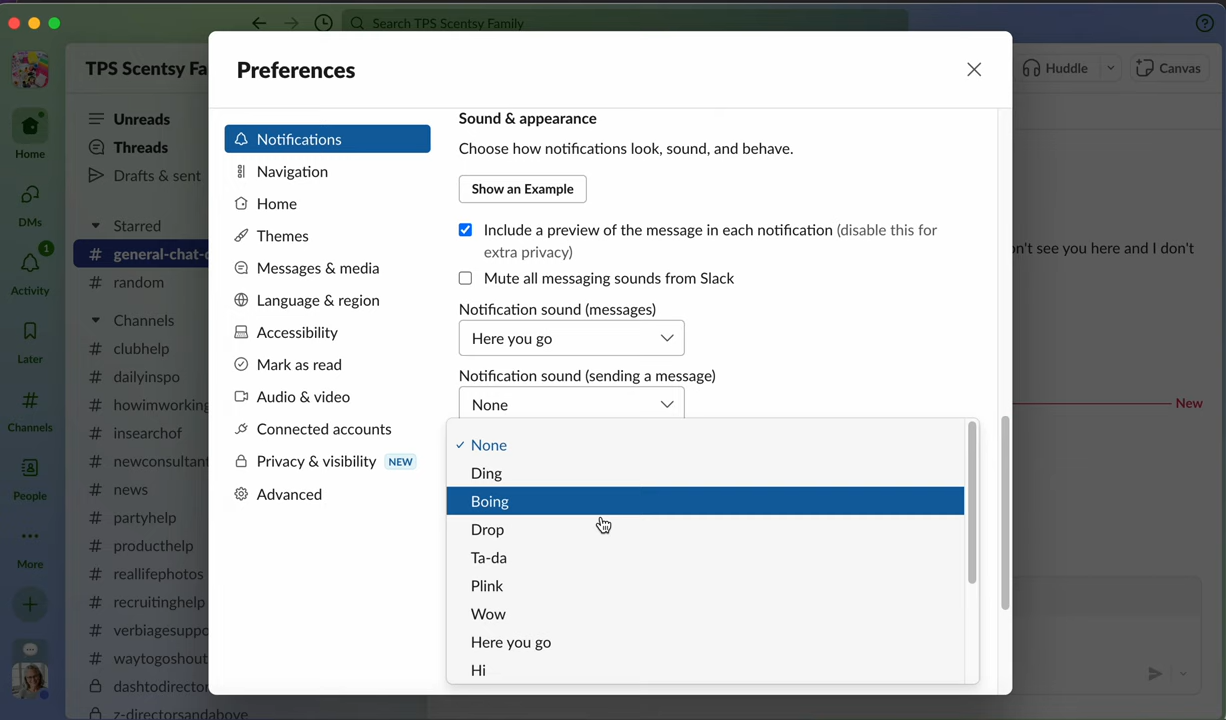 Search TPS Scentsy Family
TPS Scentsy Fa
Huddle
Canvas
Home
DMs
Activity
1
Later
Channels
People
More
Unreads
Threads
Drafts & sent
Starred
# general-chat-
# random
Channels
# clubhelp
# dailyinspo
# howimworking
# insearchof
# newconsultan
# news
# partyhelp
# producthelp
# reallifephotos
# recruitinghelp
# verbiagesuppo
# waytogoshout
dashtodirector
z-directorsandabove
Preferences
Notifications
Navigation
Home
Themes
Messages & media
Language & region
Accessibility
Mark as read
Audio & video
Connected accounts
Privacy & visibility NEW
Advanced
Sound & appearance
Choose how notifications look, sound, and behave.
Show an Example
Include a preview of the message in each notification (disable this for
extra privacy)
Mute all messaging sounds from Slack
Notification sound (messages)
Here you go
Notification sound (sending a message)
None
None
Ding
Boing
Drop
Ta-da
Plink
Wow
Here you go
Hi
n't see you here and I don't
New